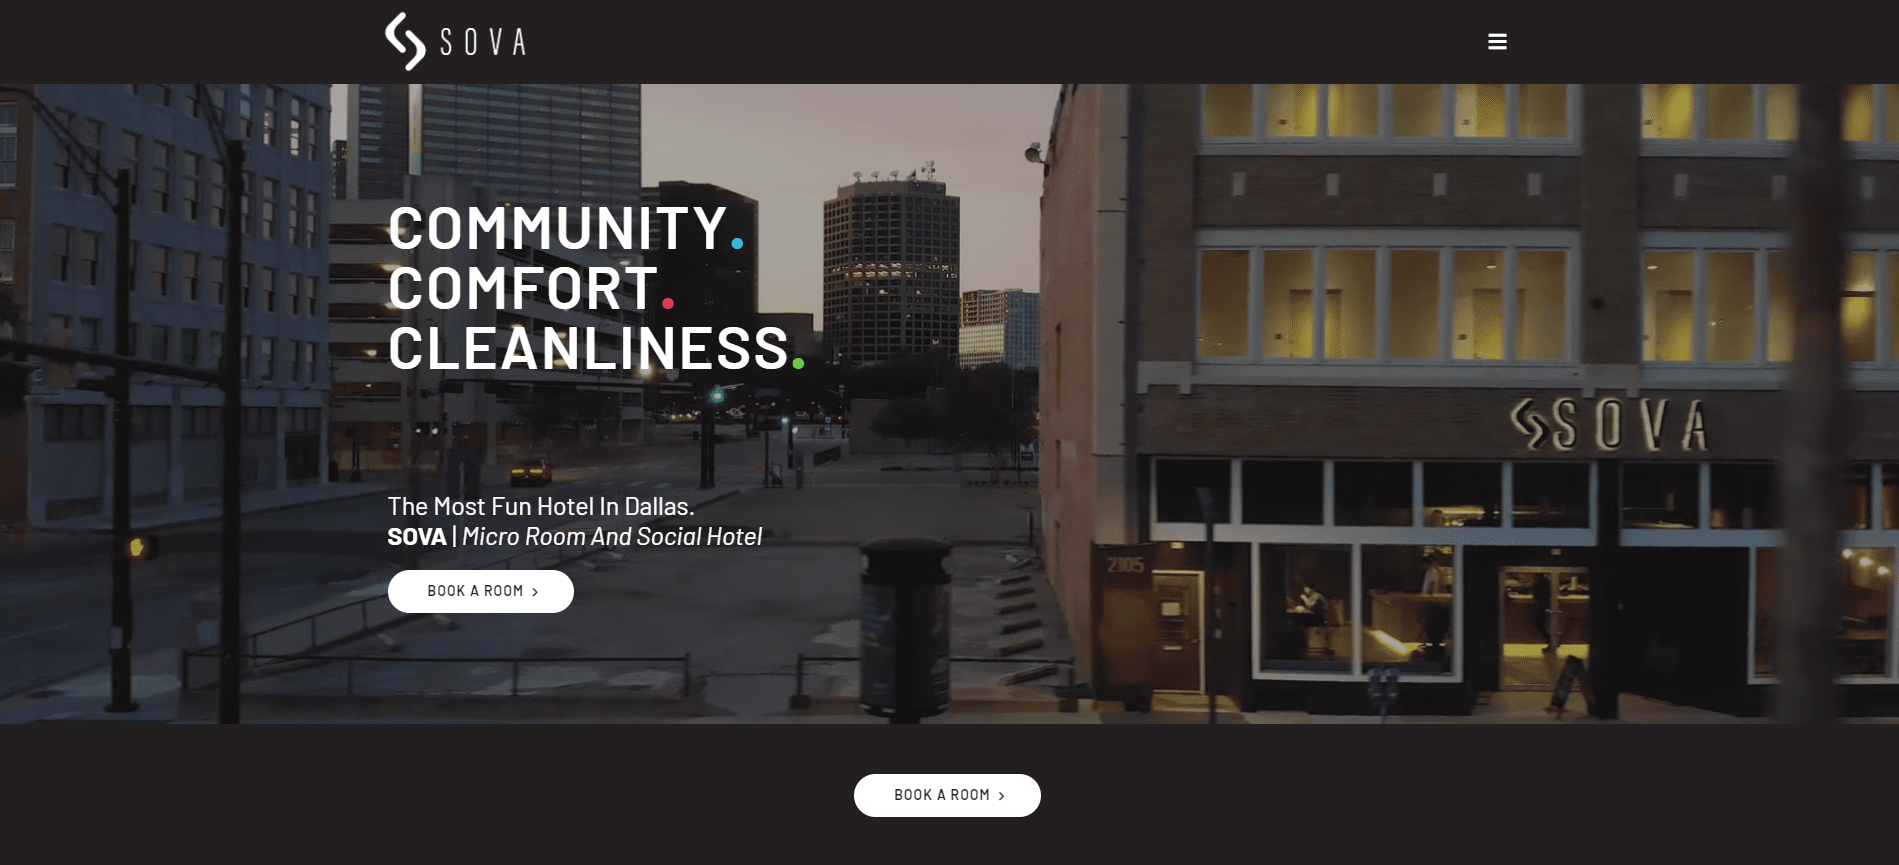 SOVA
COMMUNITY.
COMFORT.
CLEANLINESS.
SOVA
The Most Fun Hotel In Dallas.
SOVA | Micro Room And Social Hotel
2105
BOOK A ROOM >
BOOK A ROOM >